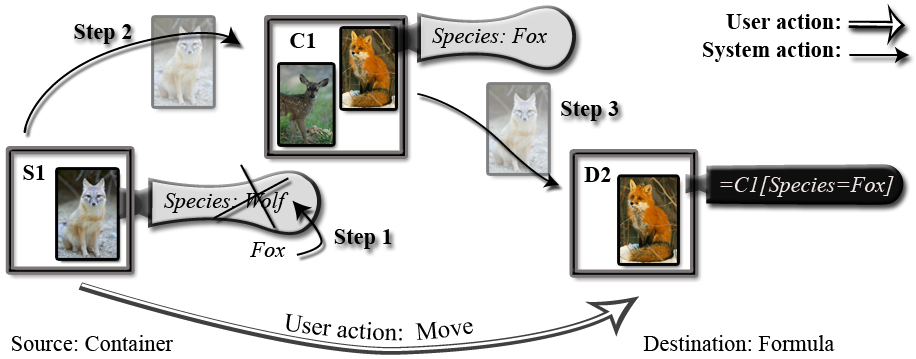 Step 2
C1
Species: Fox
User action:
System action:
Step 3
S1
Species: Wolf
Fox
Step 1
D2
=C1[Species=Fox]
User action: Move
Source: Container
Destination: Formula